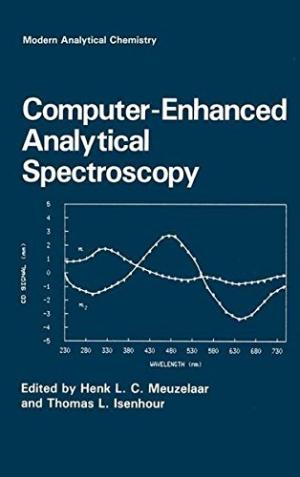 Modern Analytical Chemistry
Computer-Enhanced
Analytical
Spectroscopy
5
4
3
2
1
0
-1
-2
-3
-4
-5
CD SIGNAL (mm)
ML
ML2
230 280 330 380 430 480 530 580 630 680 730
WAVELENGTH (nm)
Edited by Henk L. C. Meuzelaar
and Thomas L. Isenhour